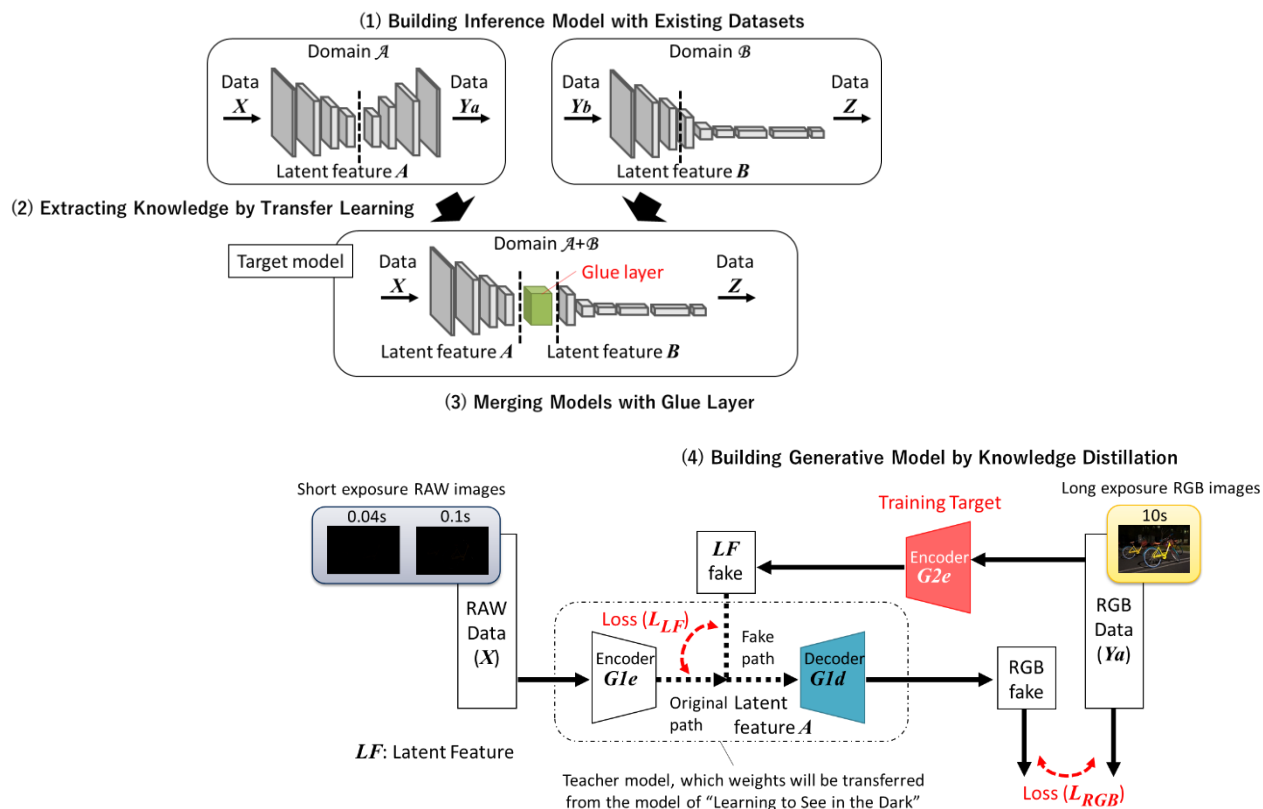 (1) Building Inference Model with Existing Datasets
Domain 𝒜
Data
X
Data
Ya
Latent feature A
Domain ℬ
Data
Yb
Data
Z
Latent feature B
(2) Extracting Knowledge by Transfer Learning
Target model
Domain 𝒜+ℬ
Data
X
Glue layer
Data
Z
Latent feature A
Latent feature B
(3) Merging Models with Glue Layer
(4) Building Generative Model by Knowledge Distillation
Short exposure RAW images
0.04s
0.1s
Training Target
Long exposure RGB images
10s
LF
fake
Encoder
G2e
RAW
Data
(X)
Loss (L_LF)
Encoder
G1e
Fake
path
Decoder
G1d
RGB
Data
(Ya)
RGB
fake
Original
path
Latent
feature A
LF: Latent Feature
Teacher model, which weights will be transferred
from the model of “Learning to See in the Dark”
Loss (L_RGB)